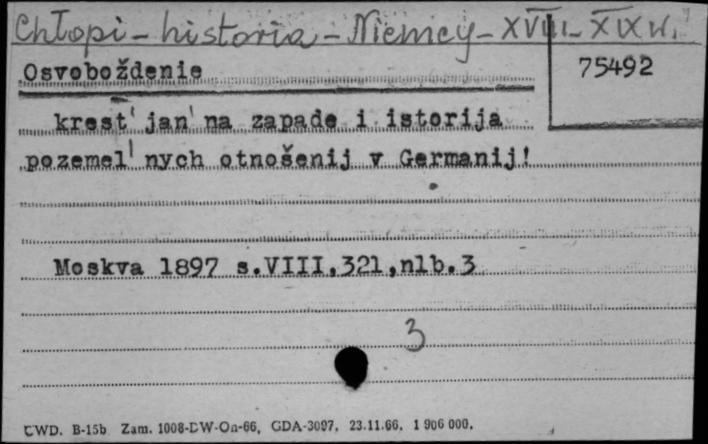 Chłopi - historia - Niemcy - XVIII - XIX w.
75492
Osvoboždenie
krest'jan' na zapade i istorija
pozemel'nych otnošenij v Germanij!
Moskva 1897 s.VIII,321,nlb.3
3
CWD. B-15b Zam. 1008-DW-On-66, GDA-3097, 23.11.66. 1 906 000.